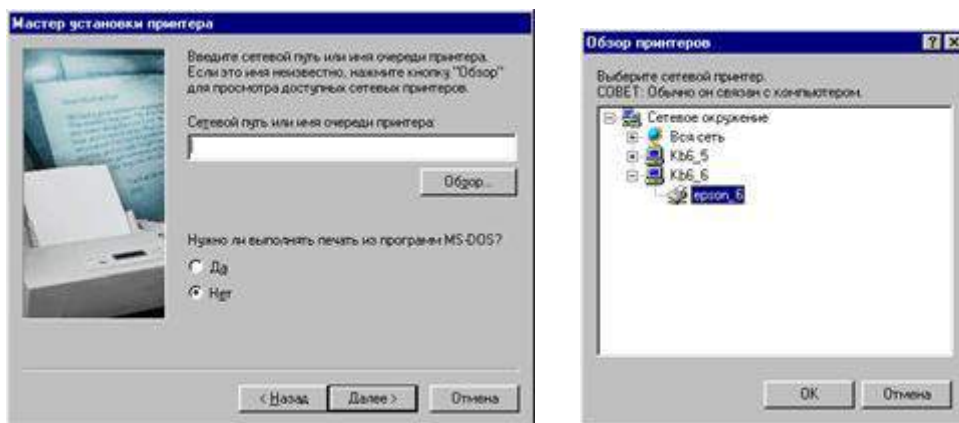 Мастер установки принтера
Введите сетевой путь или имя очереди принтера.
Если это имя неизвестно, нажмите кнопку "Обзор"
для просмотра доступных сетевых принтеров.
Сетевой путь или имя очереди принтера:
Обзор...
Нужно ли выполнять печать из программ MS-DOS?
Да
Нет
< Назад
Далее >
Отмена
Обзор принтеров
Выберите сетевой принтер.
СОВЕТ: Обычно он связан с компьютером.
Сетевое окружение
Вся сеть
Kb6_5
Kb6_6
epson_6
OK
Отмена